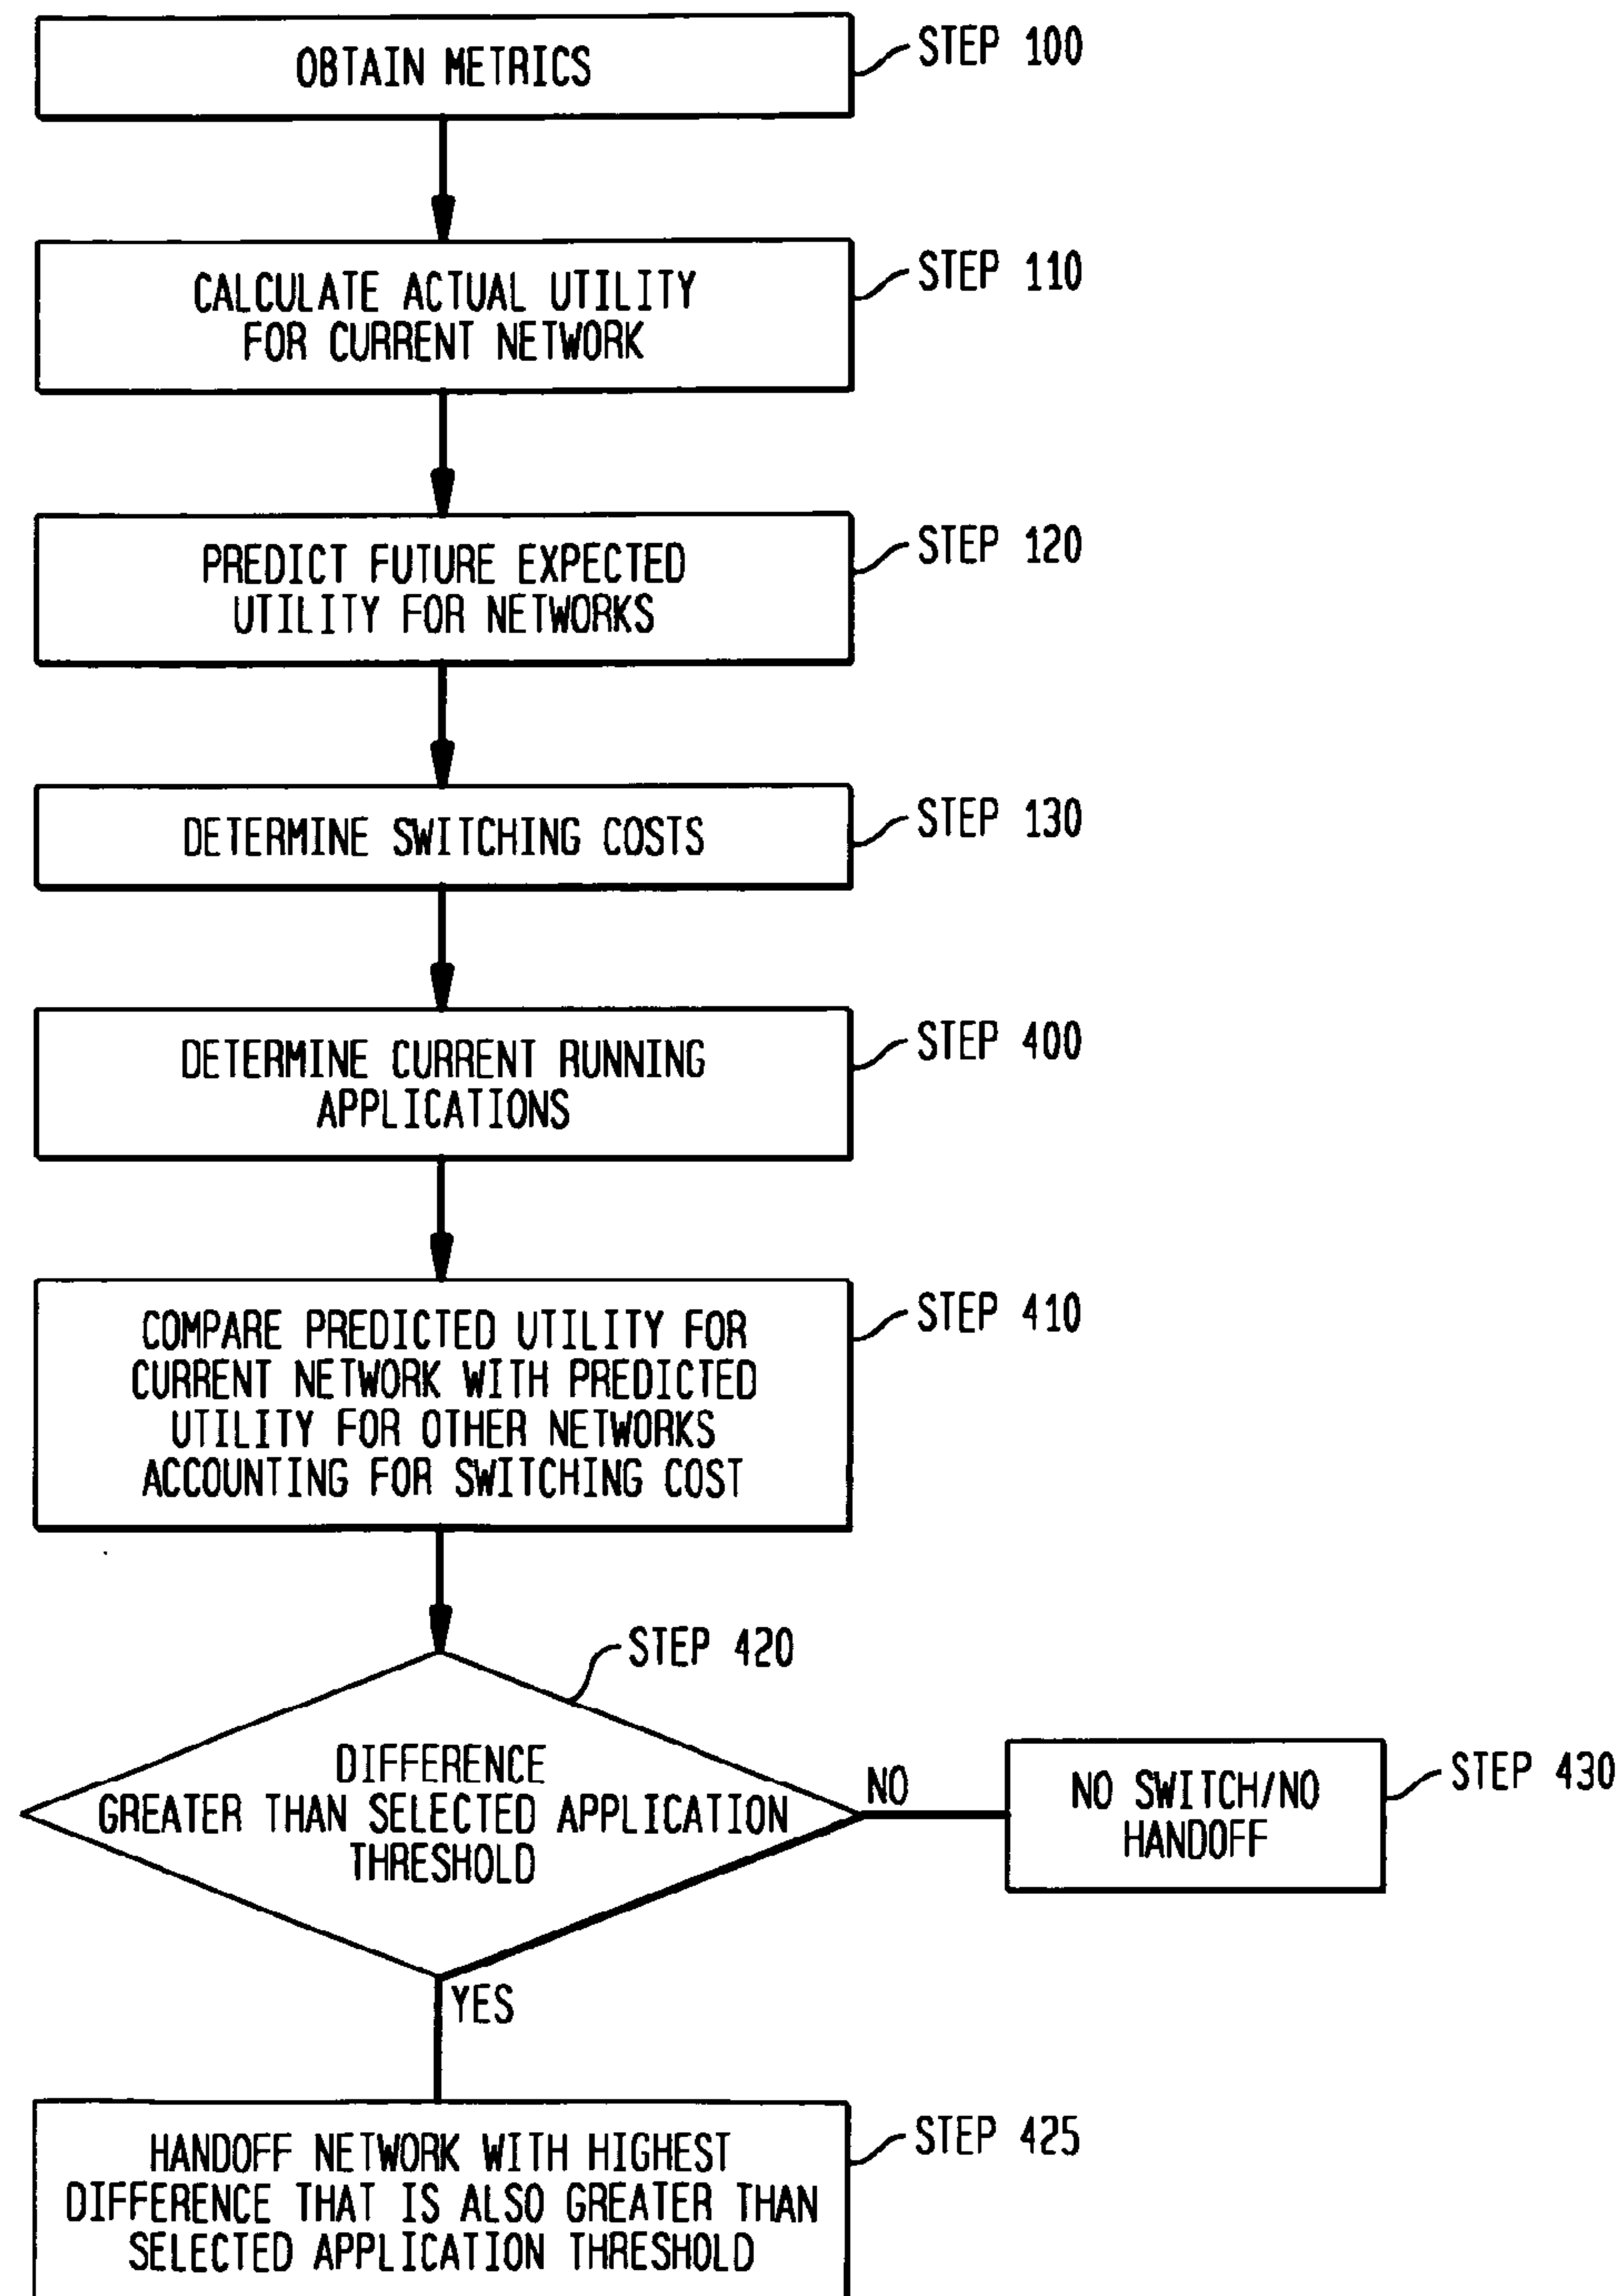 OBTAIN METRICS
STEP 100
CALCULATE ACTUAL UTILITY
FOR CURRENT NETWORK
STEP 110
PREDICT FUTURE EXPECTED
UTILITY FOR NETWORKS
STEP 120
DETERMINE SWITCHING COSTS
STEP 130
DETERMINE CURRENT RUNNING
APPLICATIONS
STEP 400
COMPARE PREDICTED UTILITY FOR
CURRENT NETWORK WITH PREDICTED
UTILITY FOR OTHER NETWORKS
ACCOUNTING FOR SWITCHING COST
STEP 410
STEP 420
DIFFERENCE
GREATER THAN SELECTED APPLICATION
THRESHOLD
NO
NO SWITCH/NO
HANDOFF
STEP 430
YES
HANDOFF NETWORK WITH HIGHEST
DIFFERENCE THAT IS ALSO GREATER THAN
SELECTED APPLICATION THRESHOLD
STEP 425